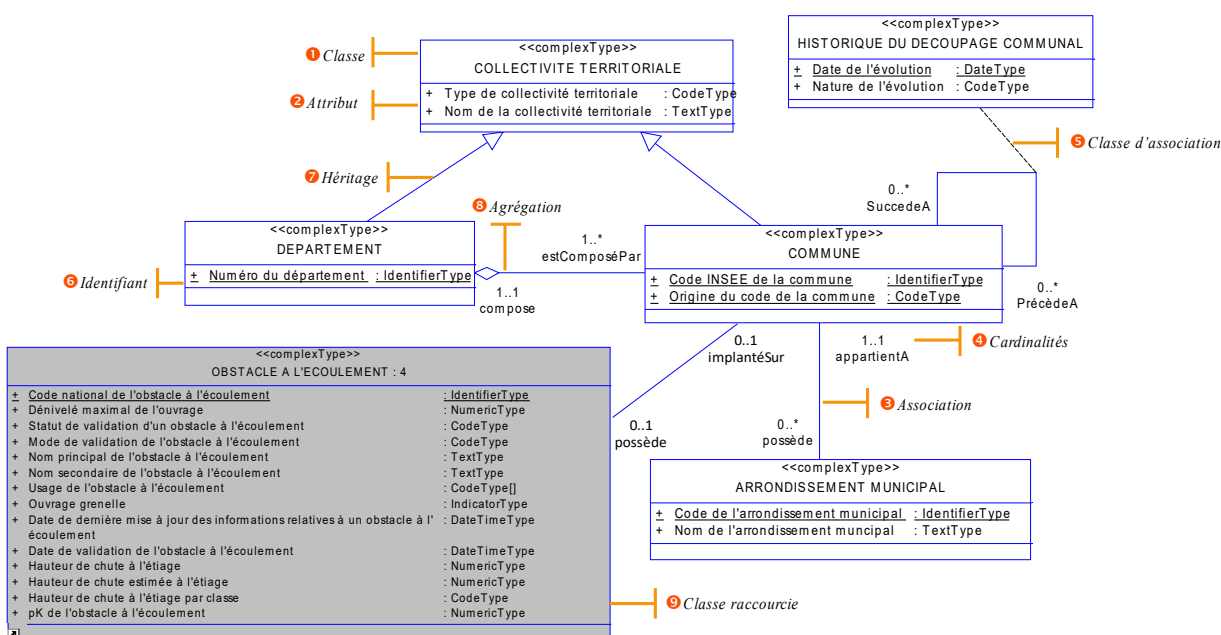 <<complexType>>
COLLECTIVITE TERRITORIALE
+ Type de collectivité territoriale : CodeType
+ Nom de la collectivité territoriale : TextType
❶ Classe
❷ Attribut
<<complexType>>
HISTORIQUE DU DECOUPAGE COMMUNAL
+ Date de l'évolution : DateType
+ Nature de l'évolution : CodeType
❺ Classe d'association
❼ Héritage
❽ Agrégation
0..*
SuccedeA
<<complexType>>
DEPARTEMENT
+ Numéro du département : IdentifierType
❻ Identifiant
1..*
estComposéPar
1..1
compose
<<complexType>>
COMMUNE
+ Code INSEE de la commune : IdentifierType
+ Origine du code de la commune : CodeType
0..*
PrécèdeA
0..1
implantéSur
1..1
appartientA
❹ Cardinalités
❸ Association
0..1
possède
0..*
possède
<<complexType>>
OBSTACLE A L'ECOULEMENT : 4
+ Code national de l'obstacle à l'écoulement : IdentifierType
+ Dénivelé maximal de l'ouvrage : NumericType
+ Statut de validation d'un obstacle à l'écoulement : CodeType
+ Mode de validation de l'obstacle à l'écoulement : CodeType
+ Nom principal de l'obstacle à l'écoulement : TextType
+ Nom secondaire de l'obstacle à l'écoulement : TextType
+ Usage de l'obstacle à l'écoulement : CodeType[]
+ Ouvrage grenelle : IndicatorType
+ Date de dernière mise à jour des informations relatives à un obstacle à l' : DateTimeType
écoulement
+ Date de validation de l'obstacle à l'écoulement : DateTimeType
+ Hauteur de chute à l'étiage : NumericType
+ Hauteur de chute estimée à l'étiage : NumericType
+ Hauteur de chute à l'étiage par classe : CodeType
+ pK de l'obstacle à l'écoulement : NumericType
<<complexType>>
ARRONDISSEMENT MUNICIPAL
+ Code de l'arrondissement municipal : IdentifierType
+ Nom de l'arrondissement muncipal : TextType
❾ Classe raccourcie